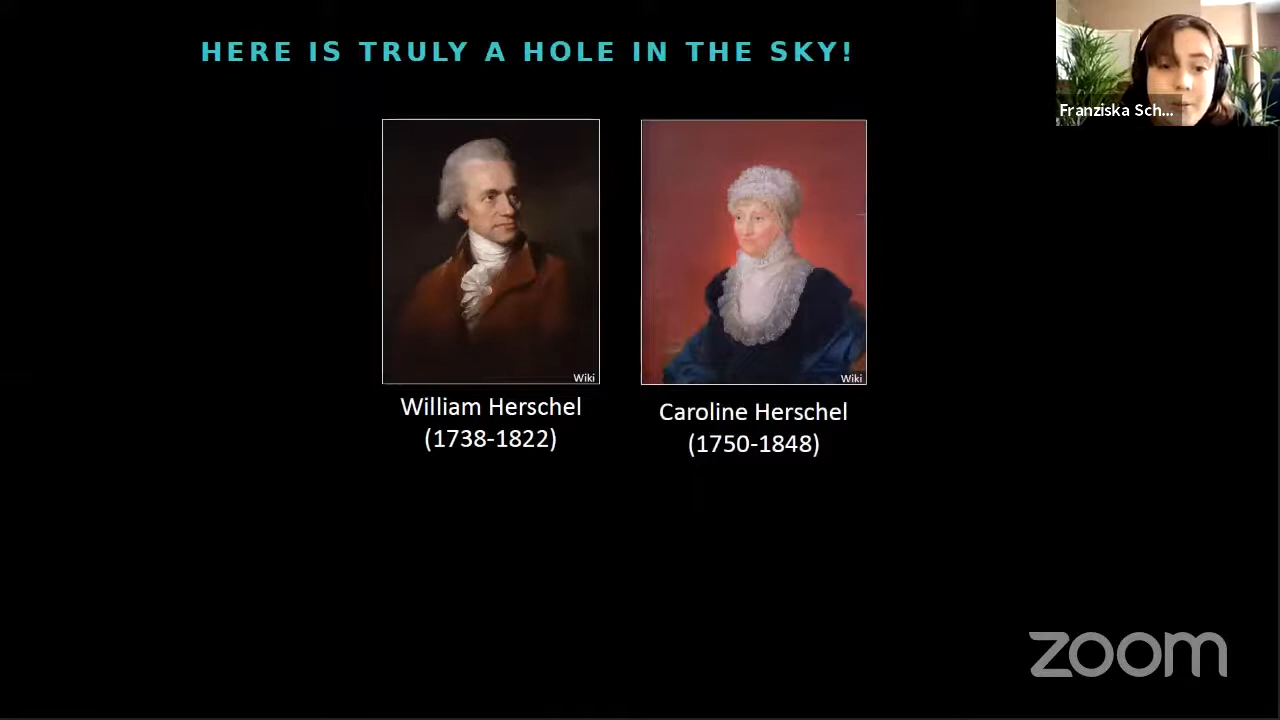 HERE IS TRULY A HOLE IN THE SKY!
Franziska Sch...
Wiki
Wiki
William Herschel
(1738-1822)
Caroline Herschel
(1750-1848)
zoom